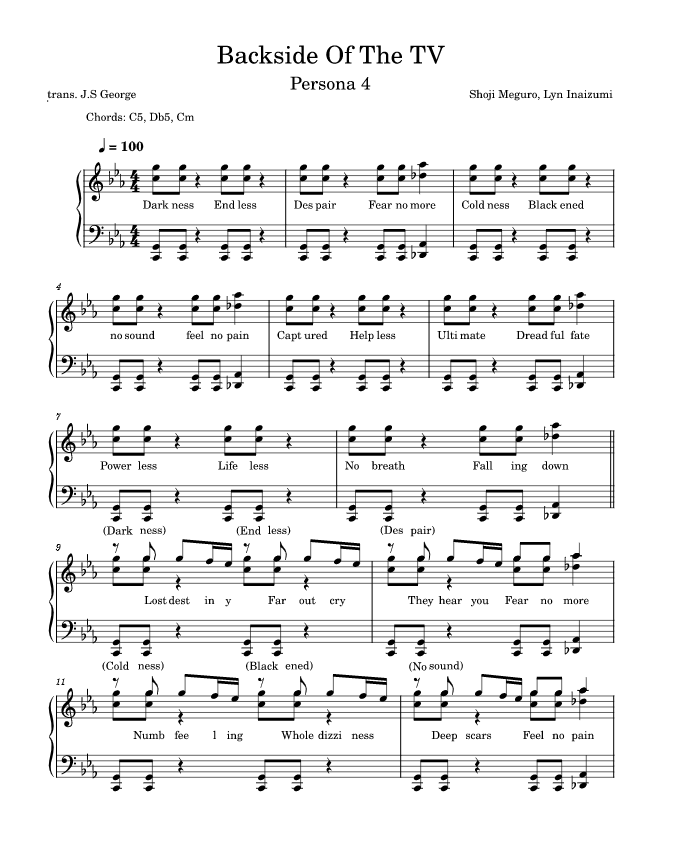 Backside Of The TV
Persona 4
trans. J.S George
Shoji Meguro, Lyn Inaizumi
Chords: C5, Db5, Cm
♩ = 100
4 4
4 4
Dark ness End less Des pair Fear no more Cold ness Black ened
4
no sound feel no pain Capt ured Help less Ulti mate Dread ful fate
7
Power less Life less No breath Fall ing down
(Dark ness) (End less) (Des pair)
9
Lost dest in y Far out cry They hear you Fear no more
(Cold ness) (Black ened) (No sound)
11
Numb fee l ing Whole dizzi ness Deep scars Feel no pain